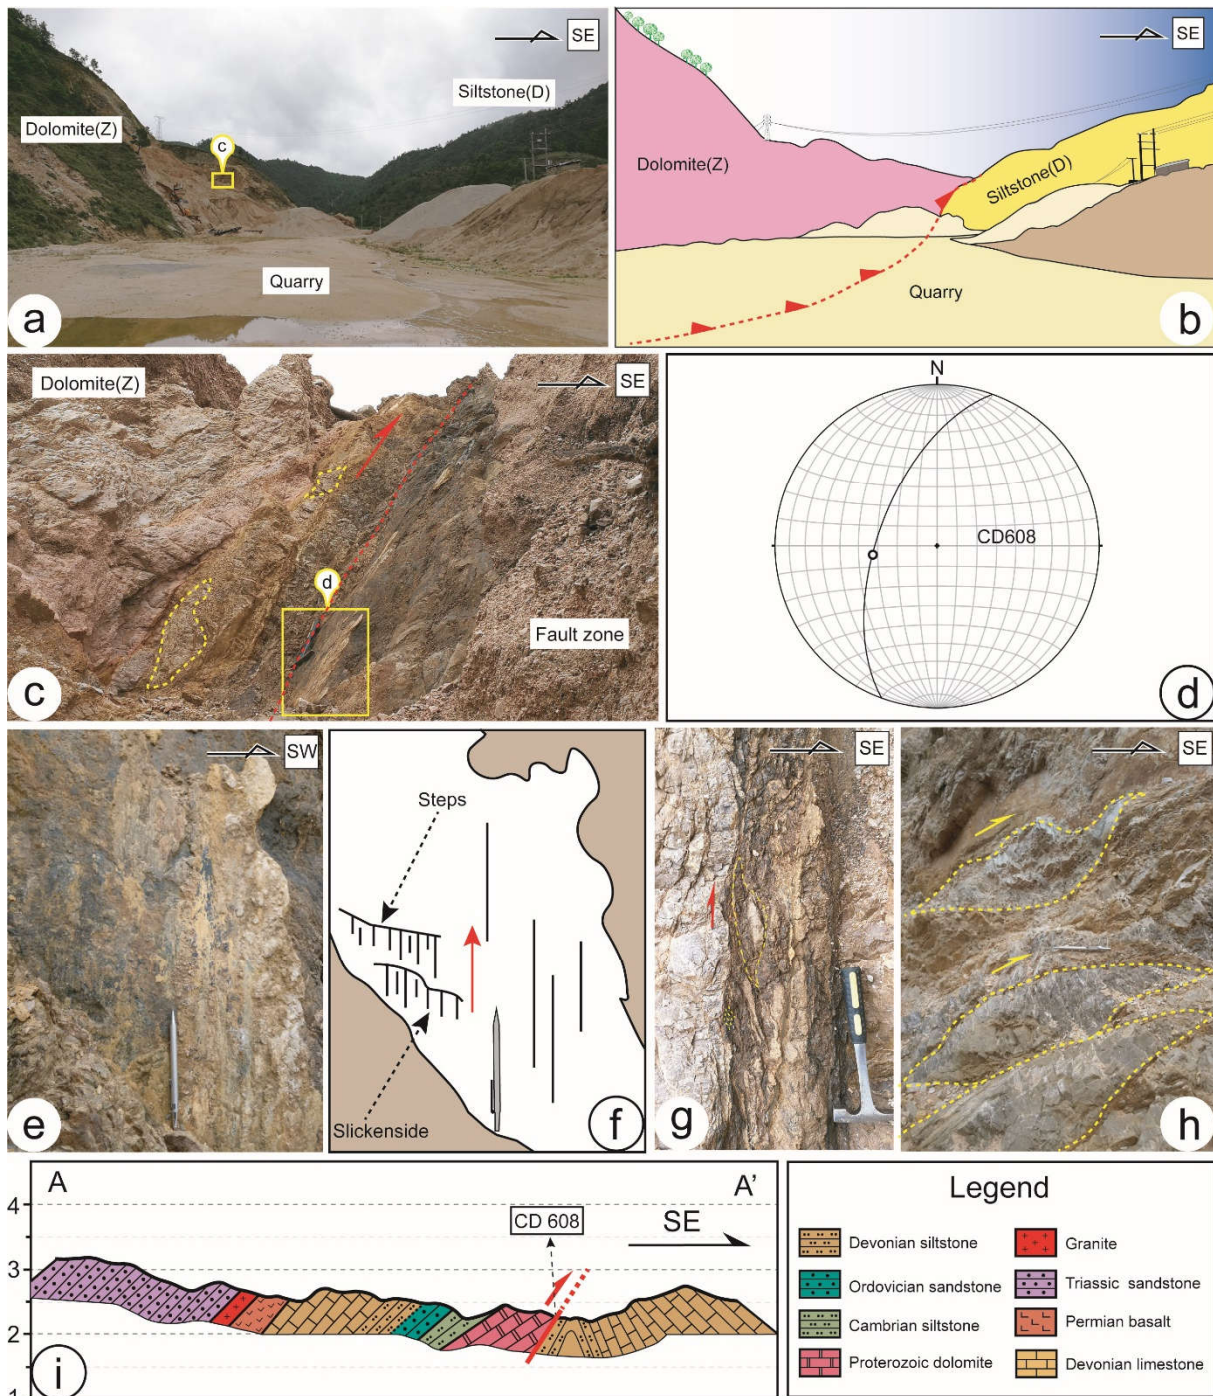 SE
Siltstone(D)
Dolomite(Z)
c
Quarry
a
SE
Dolomite(Z)
Siltstone(D)
Quarry
b
Dolomite(Z)
SE
d
Fault zone
c
N
CD608
d
SW
e
Steps
Slickenside
f
SE
g
SE
h
A
A'
CD 608
SE
4
3
2
1
i
Legend
Devonian siltstone
Granite
Ordovician sandstone
Triassic sandstone
Cambrian siltstone
Permian basalt
Proterozoic dolomite
Devonian limestone